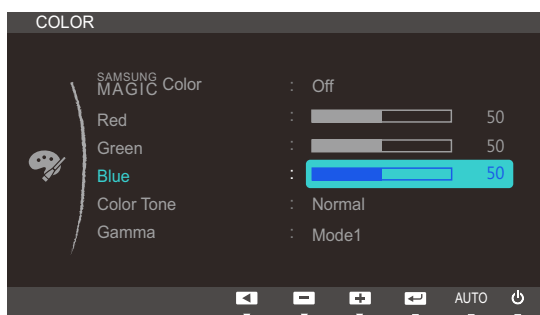 COLOR
SAMSUNG MAGIC Color : Off
Red : 50
Green : 50
Blue : 50
Color Tone : Normal
Gamma : Mode1
AUTO